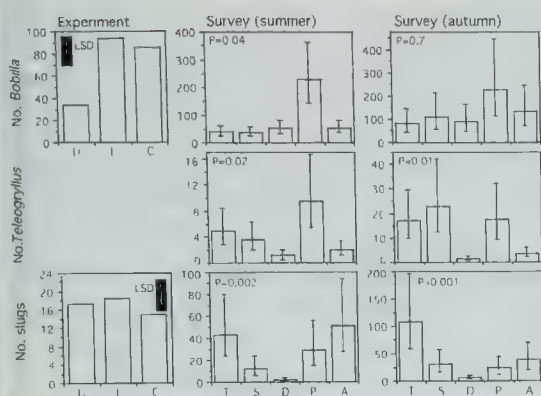 Experiment Survey (summer) Survey (autumn)
No. Bobilla
100
80
60
40
20
0
LSD
D I C
P=0.04
400
300
200
100
0
P=0.7
400
300
200
100
0
No. Teleogryllus
P=0.02
16
12
8
4
0
P=0.01
40
30
20
10
0
No. slugs
24
20
16
12
8
4
0
LSD
I C
P=0.002
100
80
60
40
20
0
T S D P A
P=0.001
200
150
100
50
0
T S D P A